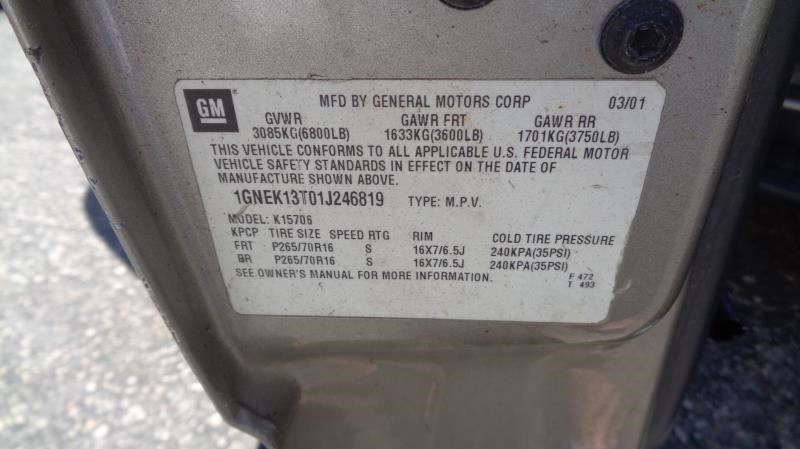 GM
MFD BY GENERAL MOTORS CORP 03/01
GVWR GAWR FRT GAWR RR
3085KG(6800LB) 1633KG(3600LB) 1701KG(3750LB)
THIS VEHICLE CONFORMS TO ALL APPLICABLE U.S. FEDERAL MOTOR
VEHICLE SAFETY STANDARDS IN EFFECT ON THE DATE OF
MANUFACTURE SHOWN ABOVE.
1GNEK13T01J246819 TYPE: M.P.V.
MODEL: K15706
KPCP TIRE SIZE SPEED RTG RIM COLD TIRE PRESSURE
FRT P265/70R16 S 16X7/6.5J 240KPA(35PSI)
RR P265/70R16 S 16X7/6.5J 240KPA(35PSI)
SEE OWNER'S MANUAL FOR MORE INFORMATION. F 472
T 493